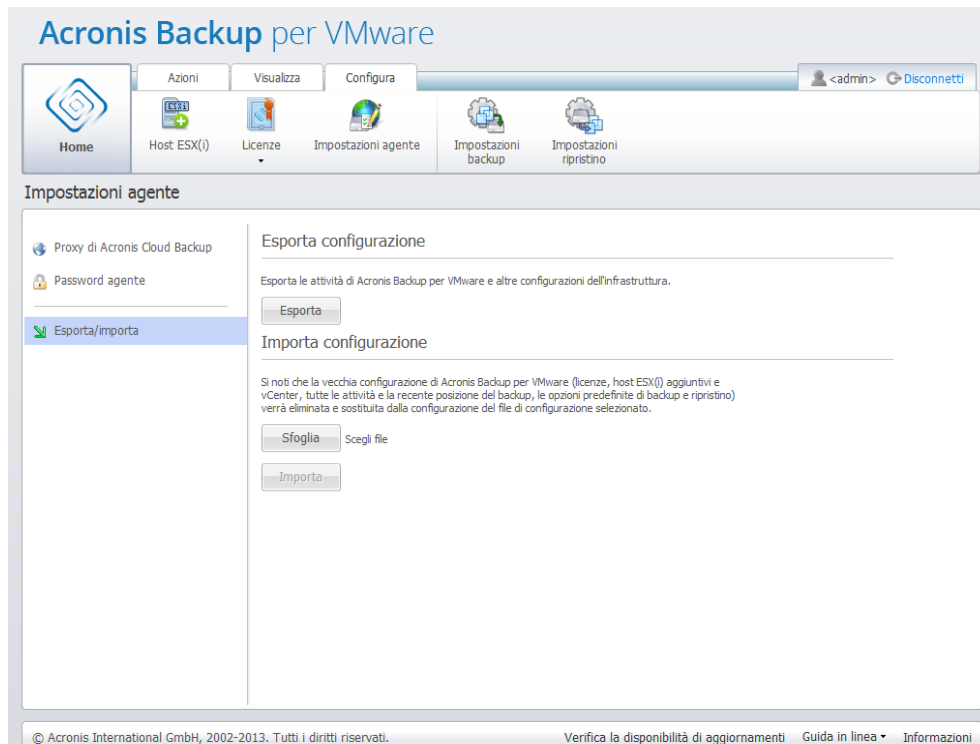 Acronis Backup per VMware
Azioni
Visualizza
Configura
<admin>
Disconnetti
Home
ESXi
Host ESX(i)
Licenze
Impostazioni agente
Impostazioni
backup
Impostazioni
ripristino
Impostazioni agente
Proxy di Acronis Cloud Backup
Password agente
Esporta/importa
Esporta configurazione
Esporta le attività di Acronis Backup per VMware e altre configurazioni dell'infrastruttura.
Esporta
Importa configurazione
Si noti che la vecchia configurazione di Acronis Backup per VMware (licenze, host ESX(i) aggiuntivi e
vCenter, tutte le attività e la recente posizione del backup, le opzioni predefinite di backup e ripristino)
verrà eliminata e sostituita dalla configurazione del file di configurazione selezionato.
Sfoglia
Scegli file
Importa
© Acronis International GmbH, 2002-2013. Tutti i diritti riservati.
Verifica la disponibilità di aggiornamenti
Guida in linea
Informazioni